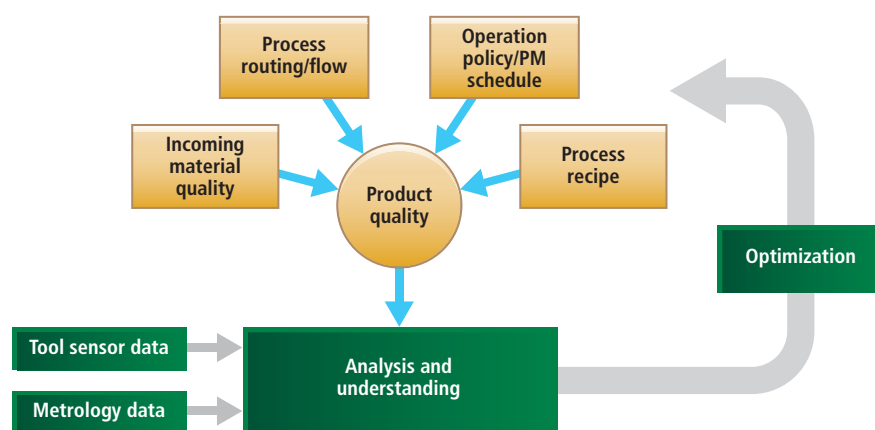 Process
routing/flow
Operation
policy/PM
schedule
Incoming
material
quality
Process
recipe
Product
quality
Optimization
Tool sensor data
Analysis and
understanding
Metrology data